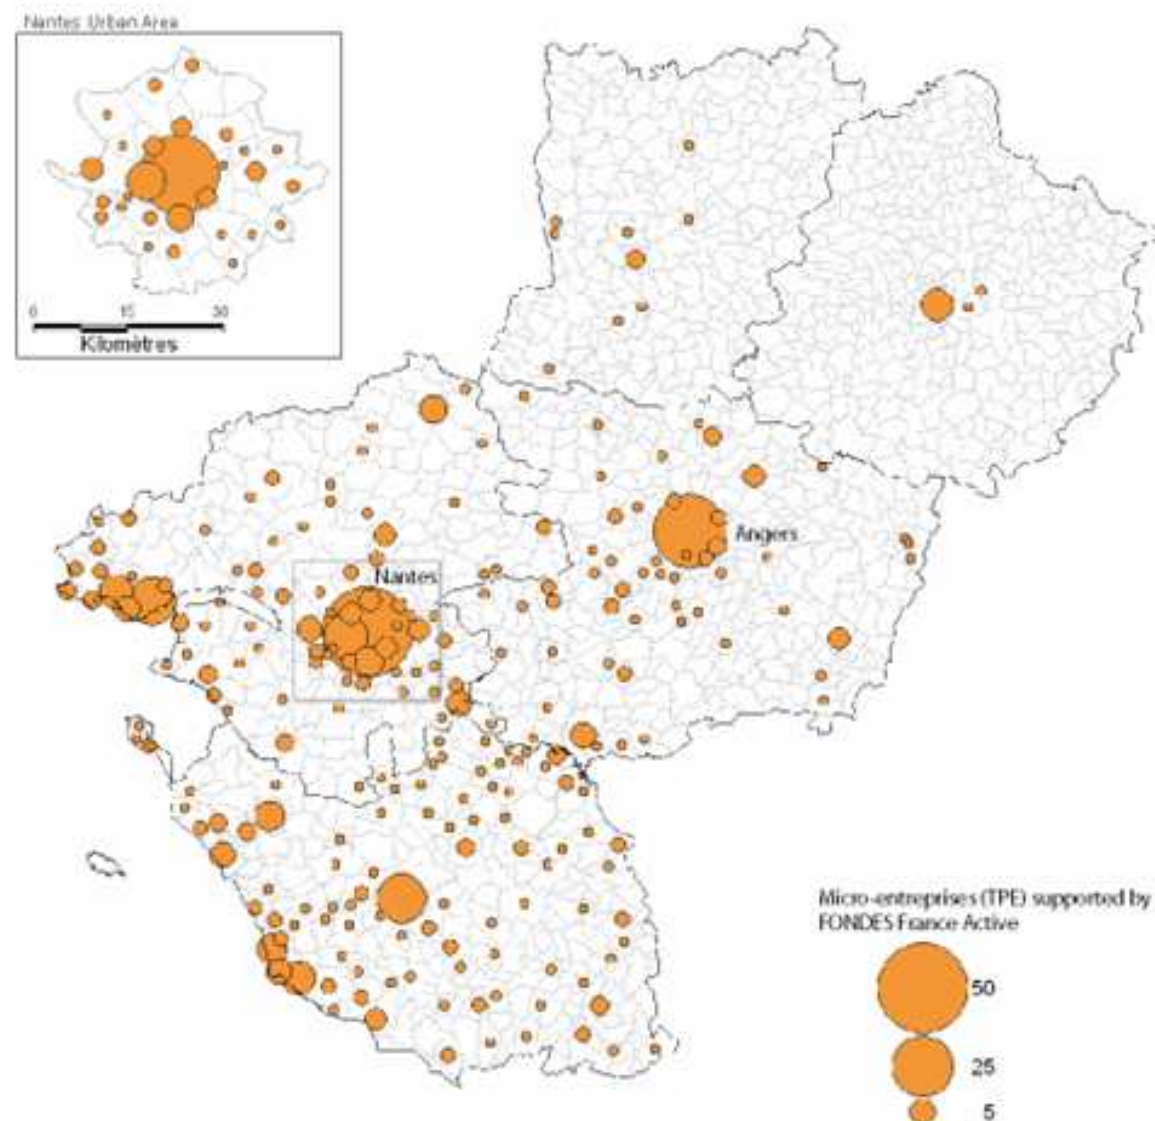 Nantes Urban Area
0 15 30
Kilomètres
Nantes
Angers
Micro-entreprises (TPE) supported by
FONDES France Active
50
25
5